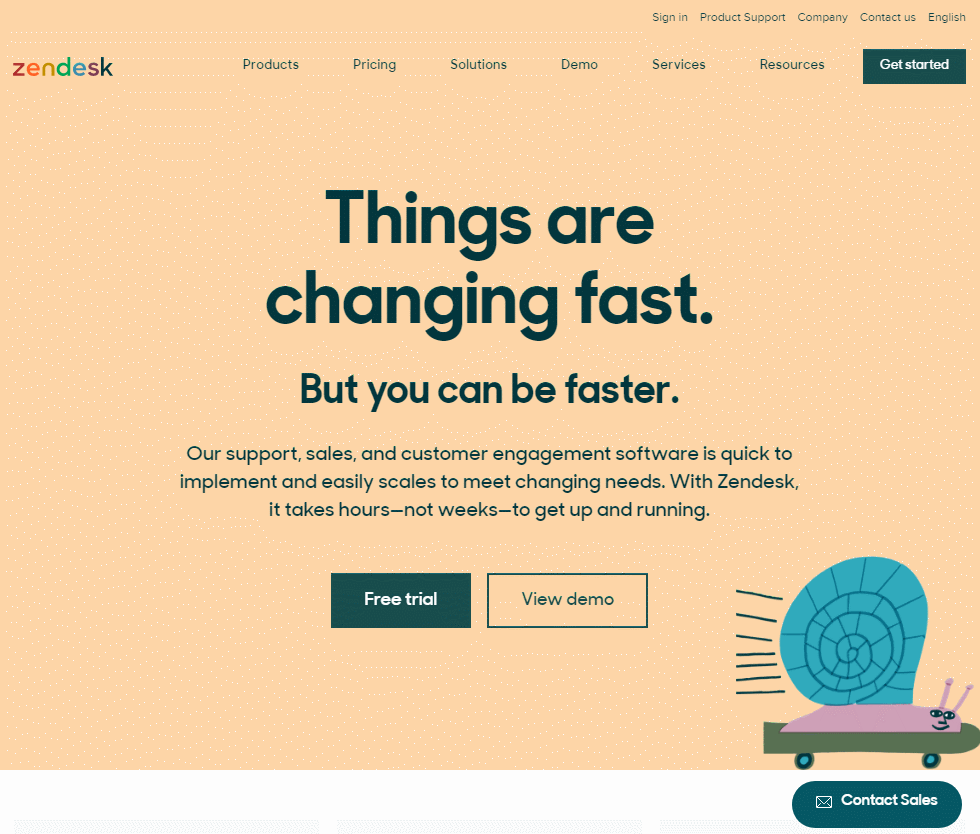 Sign in Product Support Company Contact us English
zendesk Products Pricing Solutions Demo Services Resources Get started
Things are
changing fast.
But you can be faster.
Our support, sales, and customer engagement software is quick to
implement and easily scales to meet changing needs. With Zendesk,
it takes hours—not weeks—to get up and running.
Free trial View demo
Contact Sales